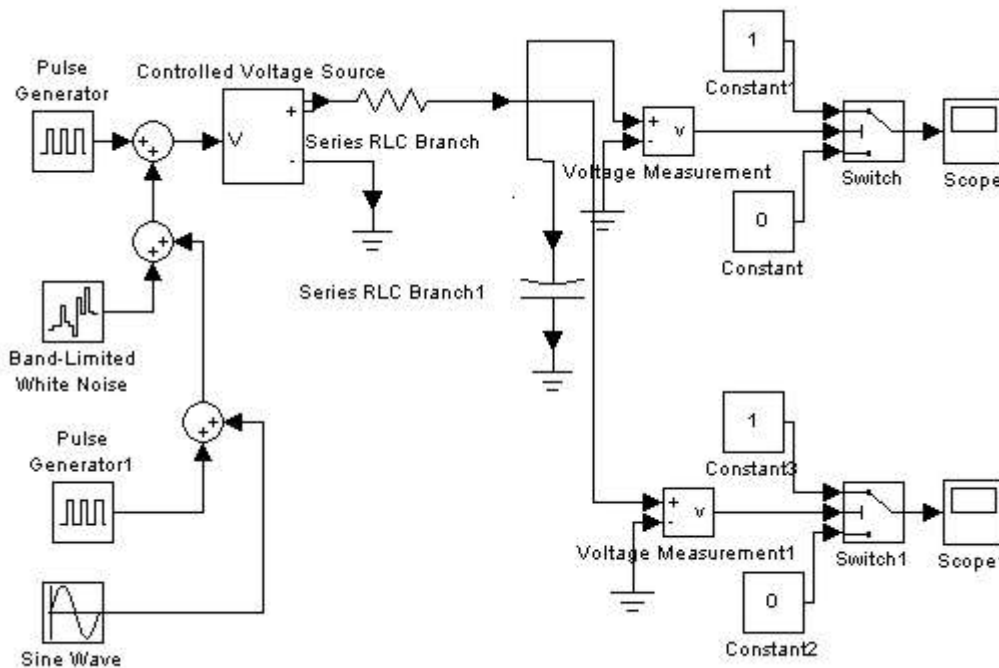 Pulse
Generator
Controlled Voltage Source
V
+
-
Series RLC Branch
+
+
+
+
Band-Limited
White Noise
Series RLC Branch1
+
+
Pulse
Generator1
Sine Wave
1
Constant1
+
-
v
Voltage Measurement
Switch
Scope
0
Constant
1
Constant3
+
-
v
Voltage Measurement1
Switch1
Scope
0
Constant2